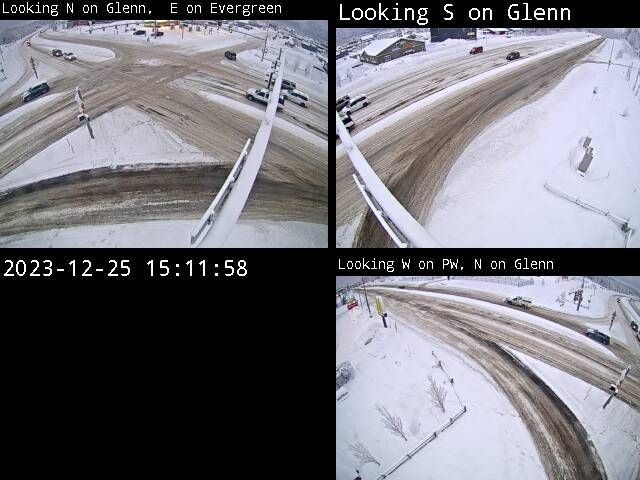 Looking N on Glenn,  E on Evergreen
Looking S on Glenn
2023-12-25 15:11:58
Looking W on PW, N on Glenn